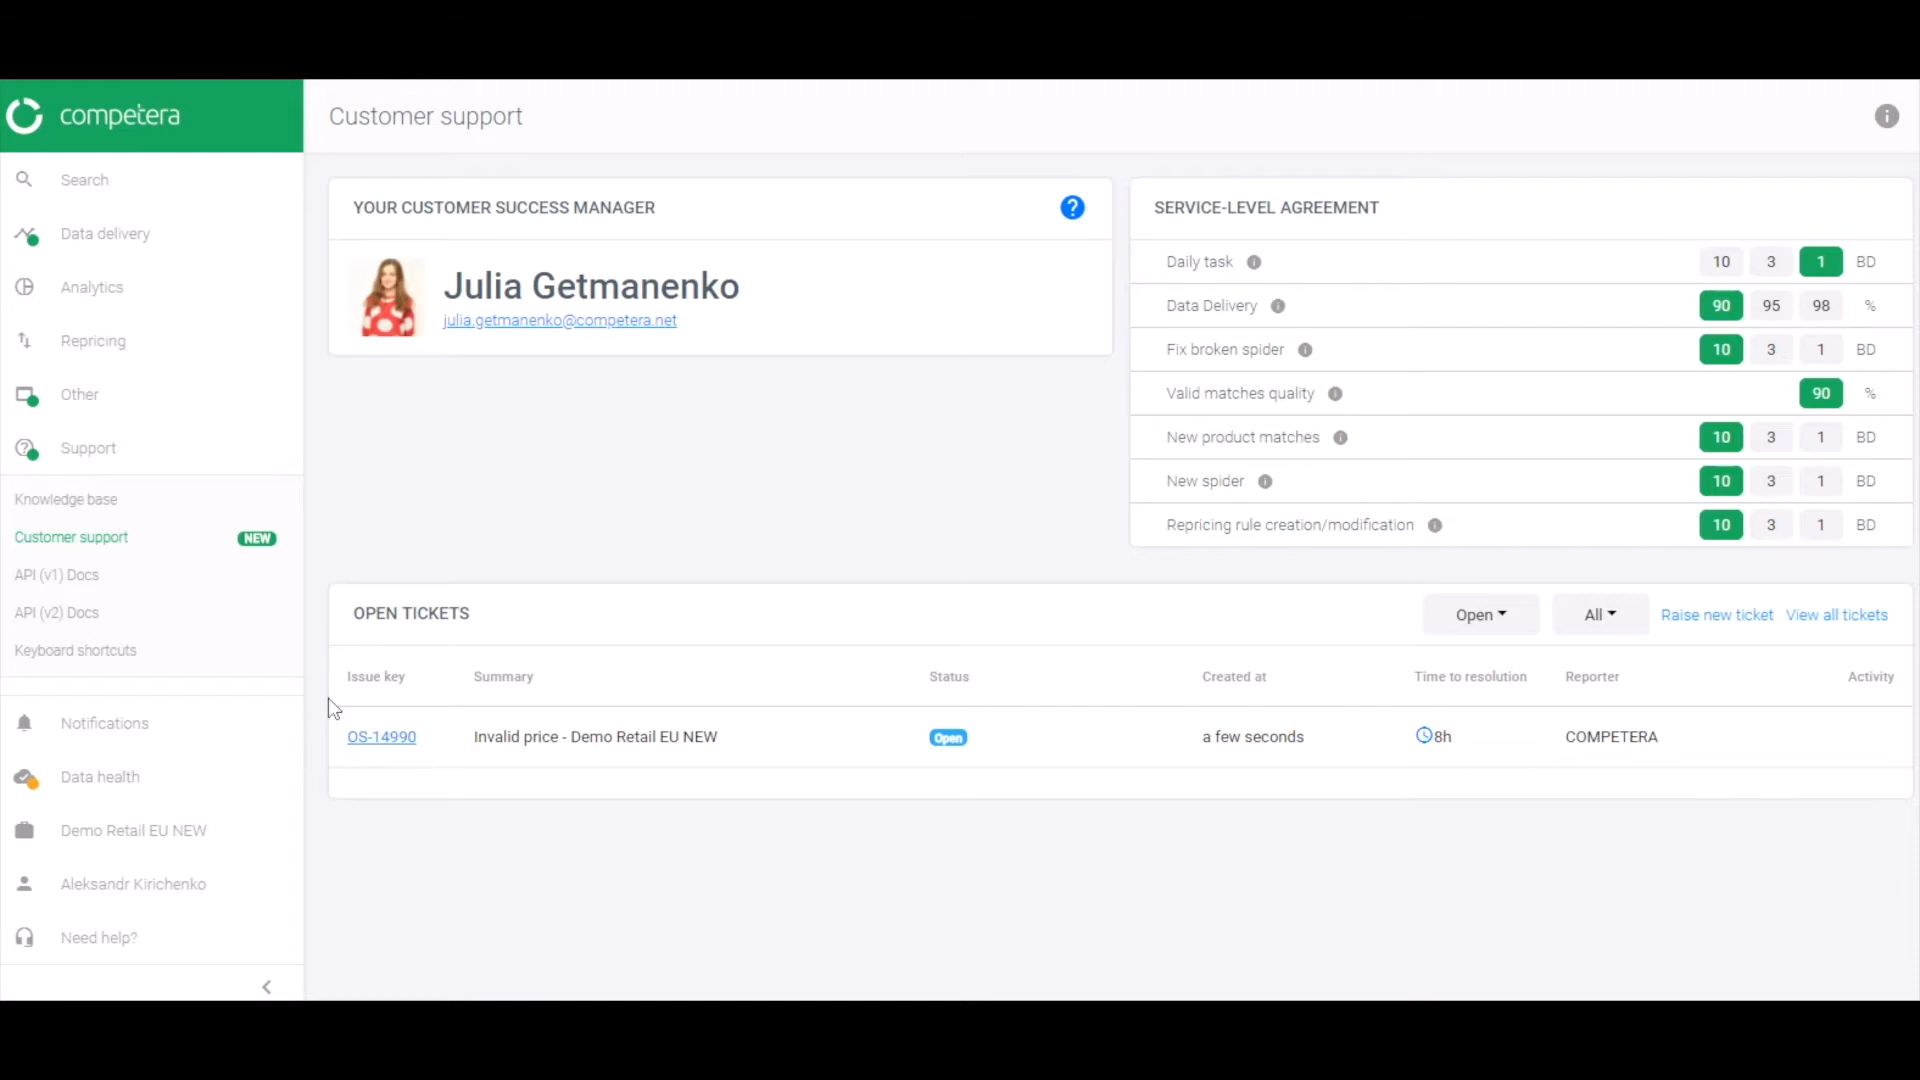 competera
Customer support
Search
Data delivery
Analytics
Repricing
Other
Support
Knowledge base
Customer support NEW
API (v1) Docs
API (v2) Docs
Keyboard shortcuts
Notifications
Data health
Demo Retail EU NEW
Aleksandr Kirichenko
Need help?
YOUR CUSTOMER SUCCESS MANAGER
Julia Getmanenko
julia.getmanenko@competera.net
SERVICE-LEVEL AGREEMENT
Daily task 10 3 1 BD
Data Delivery 90 95 98 %
Fix broken spider 10 3 1 BD
Valid matches quality 90 %
New product matches 10 3 1 BD
New spider 10 3 1 BD
Repricing rule creation/modification 10 3 1 BD
OPEN TICKETS Open All Raise new ticket View all tickets
Issue key Summary Status Created at Time to resolution Reporter Activity
OS-14990 Invalid price - Demo Retail EU NEW Open a few seconds 8h COMPETERA